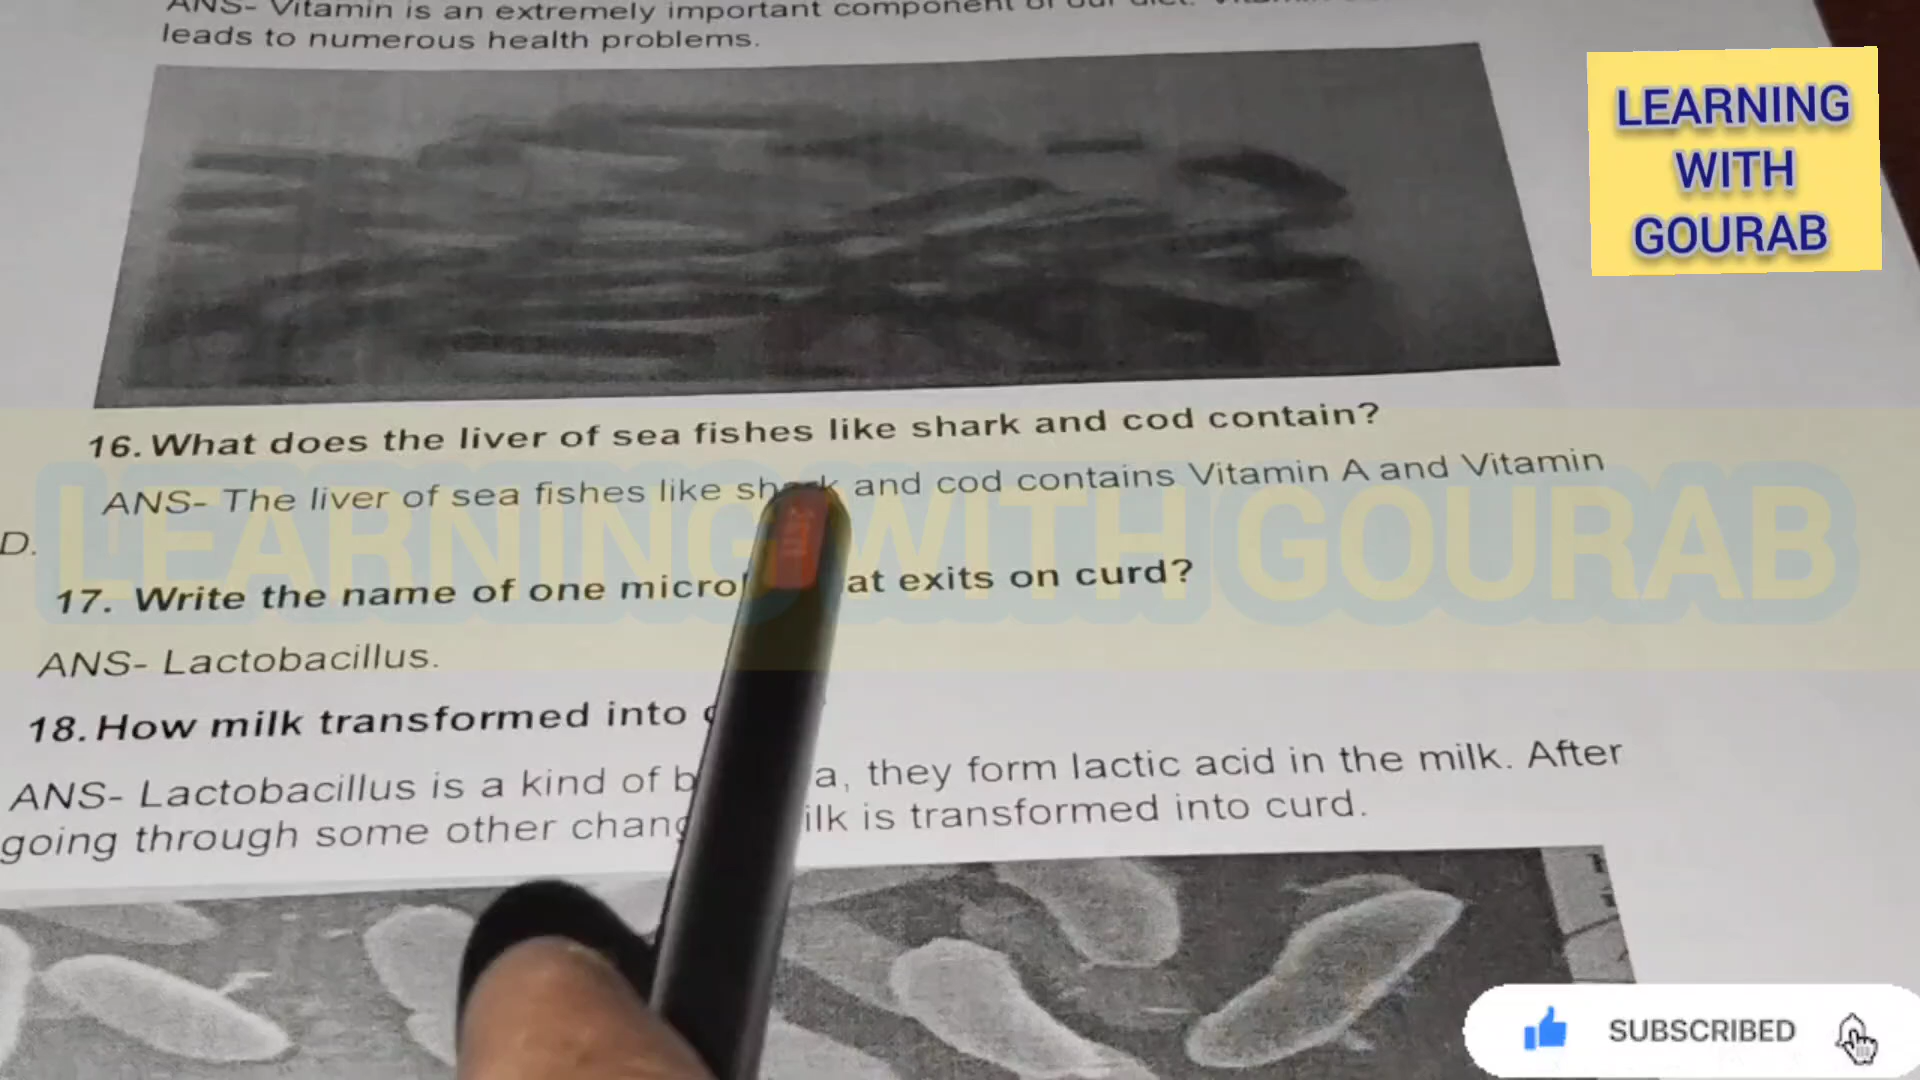 ANS- Vitamin is an extremely important component of our diet.
leads to numerous health problems.
LEARNING
WITH
GOURAB
16. What does the liver of sea fishes like shark and cod contain?
ANS- The liver of sea fishes like shark and cod contains Vitamin A and Vitamin
D.
LEARNING WITH GOURAB
17. Write the name of one at exits on curd?
ANS- Lactobacillus.
18. How milk transformed into
ANS- Lactobacillus is a kind of they form lactic acid in the milk. After
going through some other is transformed into curd.
SUBSCRIBED